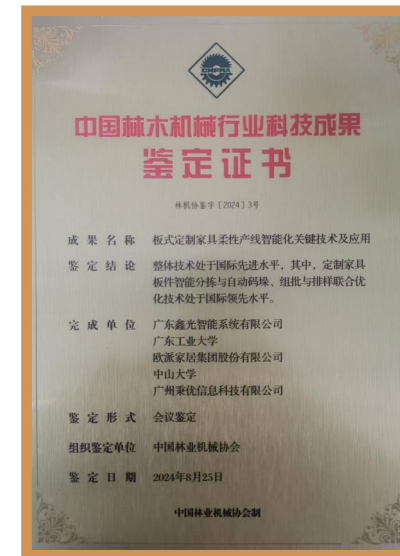 CNFMA
中国林木机械行业科技成果
鉴定证书
林机协鉴字［2024］3号
成果名称 板式定制家具柔性产线智能化关键技术及应用
鉴定结论 整体技术处于国际先进水平，其中，定制家具
板件智能分拣与自动码垛、组批与排样联合优
化技术处于国际领先水平。
完成单位 广东鑫光智能系统有限公司
广东工业大学
欧派家居集团股份有限公司
中山大学
广州秉优信息科技有限公司
鉴定形式 会议鉴定
组织鉴定单位 中国林业机械协会
鉴定日期 2024年8月25日
中国林业机械协会制